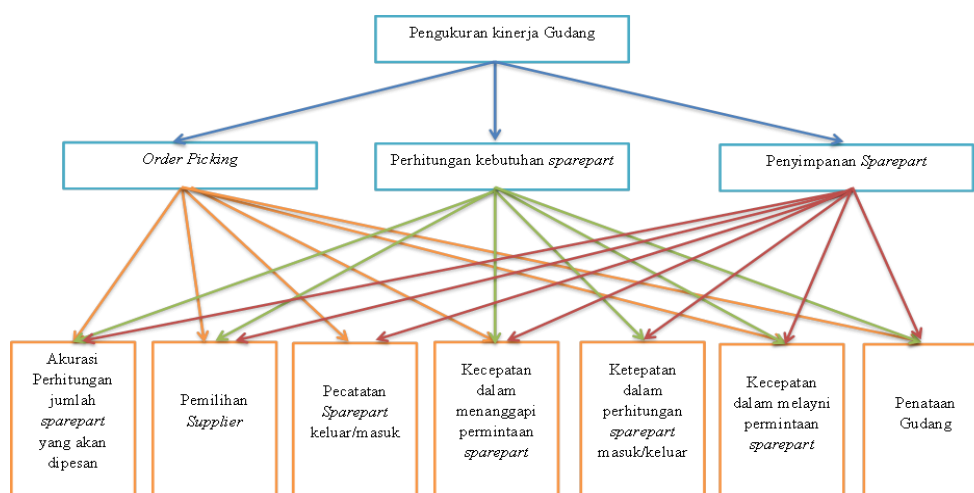 Pengukuran kinerja Gudang
Order Picking
Perhitungan kebutuhan sparepart
Penyimpanan Sparepart
Akurasi
Perhitungan
jumlah
sparepart
yang akan
dipesan
Pemilihan
Supplier
Pecatatan
Sparepart
keluar/masuk
Kecepatan
dalam
menanggapi
permintaan
sparepart
Ketepatan
dalam
perhitungan
sparepart
masuk/keluar
Kecepatan
dalam melayni
permintaan
sparepart
Penataan
Gudang